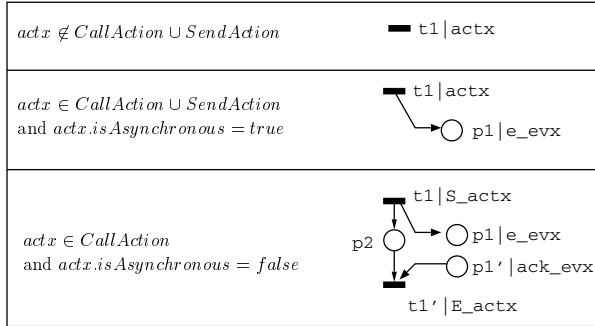 actx ∉ CallAction ∪ SendAction
t1|actx
actx ∈ CallAction ∪ SendAction
and actx.isAsynchronous = true
t1|actx
p1|e_evx
actx ∈ CallAction
and actx.isAsynchronous = false
t1|S_actx
p2
p1|e_evx
p1'|ack_evx
t1'|E_actx